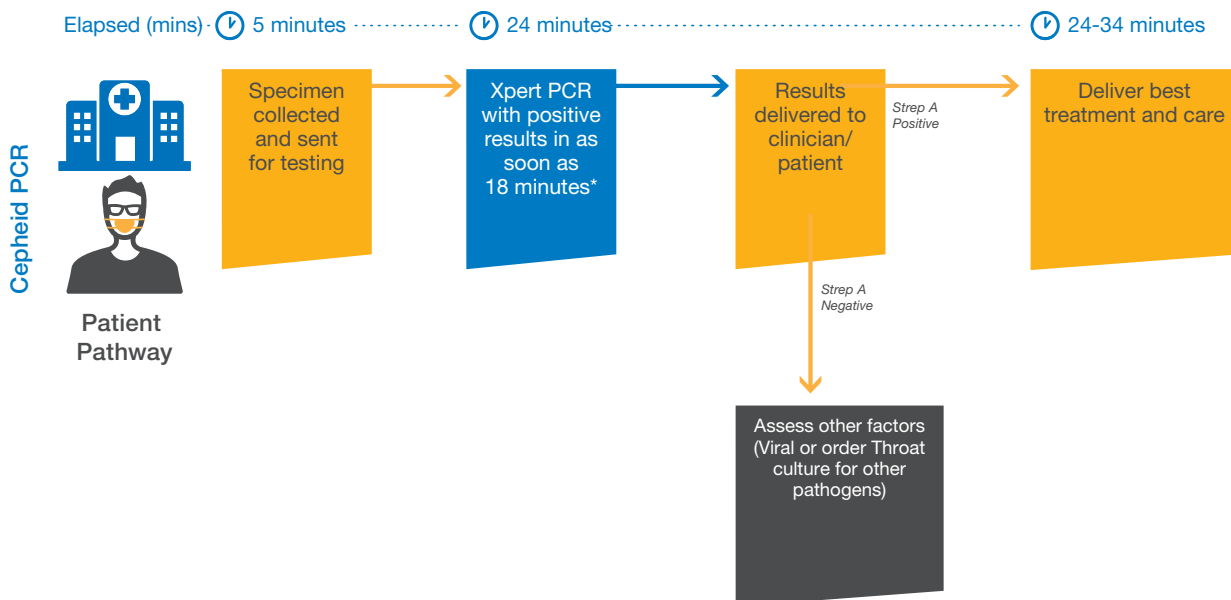 Elapsed (mins)
5 minutes
24 minutes
24-34 minutes
Cepheid PCR
Patient
Pathway
Specimen
collected
and sent
for testing
Xpert PCR
with positive
results in as
soon as
18 minutes*
Results
delivered to
clinician/
patient
Strep A
Positive
Deliver best
treatment and care
Strep A
Negative
Assess other factors
(Viral or order Throat
culture for other
pathogens)